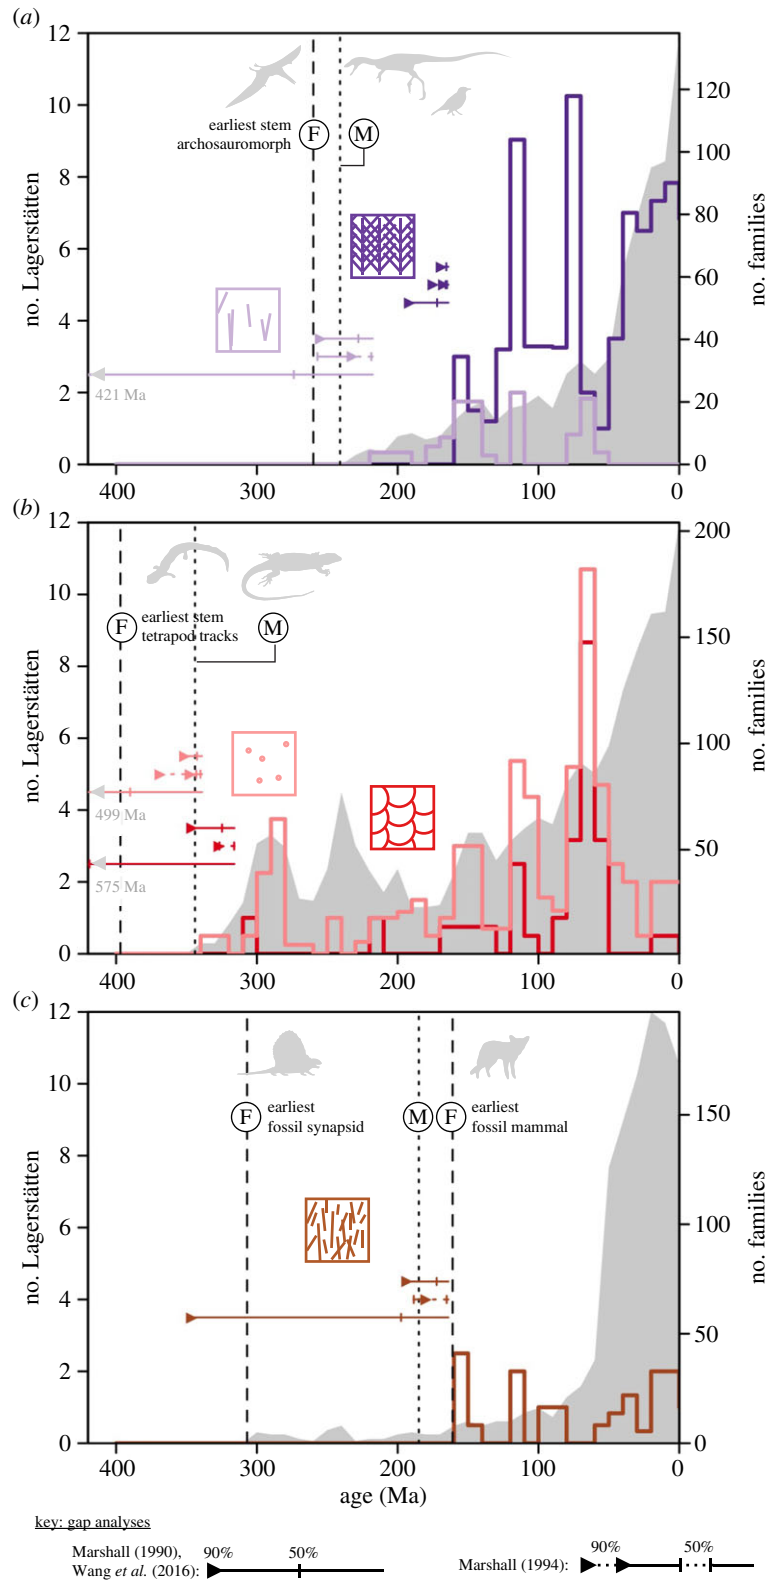 (a)
12
10
8
6
4
2
0
no. Lagerstätten
earliest stem
archosauromorph
F
M
421 Ma
120
100
80
60
40
20
0
no. families
400
300
200
100
0
(b)
12
10
8
6
4
2
0
no. Lagerstätten
F
earliest stem
tetrapod tracks
M
499 Ma
575 Ma
200
150
100
50
no. families
400
300
200
100
0
(c)
12
10
8
6
4
2
0
no. Lagerstätten
F
earliest
fossil synapsid
M
F
earliest
fossil mammal
150
100
50
0
no. families
400
300
200
100
0
age (Ma)
key: gap analyses
Marshall (1990),
Wang et al. (2016):
90%
50%
Marshall (1994):
90%
50%